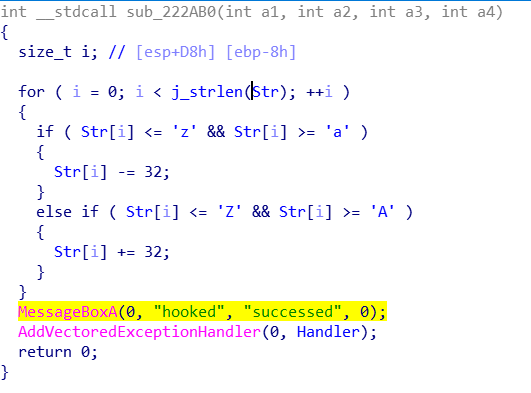 int __stdcall sub_222AB0(int a1, int a2, int a3, int a4)
{
  size_t i; // [esp+D8h] [ebp-8h]

  for ( i = 0; i < j_strlen(Str); ++i )
  {
    if ( Str[i] <= 'z' && Str[i] >= 'a' )
    {
      Str[i] -= 32;
    }
    else if ( Str[i] <= 'Z' && Str[i] >= 'A' )
    {
      Str[i] += 32;
    }
  }
  MessageBoxA(0, "hooked", "successed", 0);
  AddVectoredExceptionHandler(0, Handler);
  return 0;
}